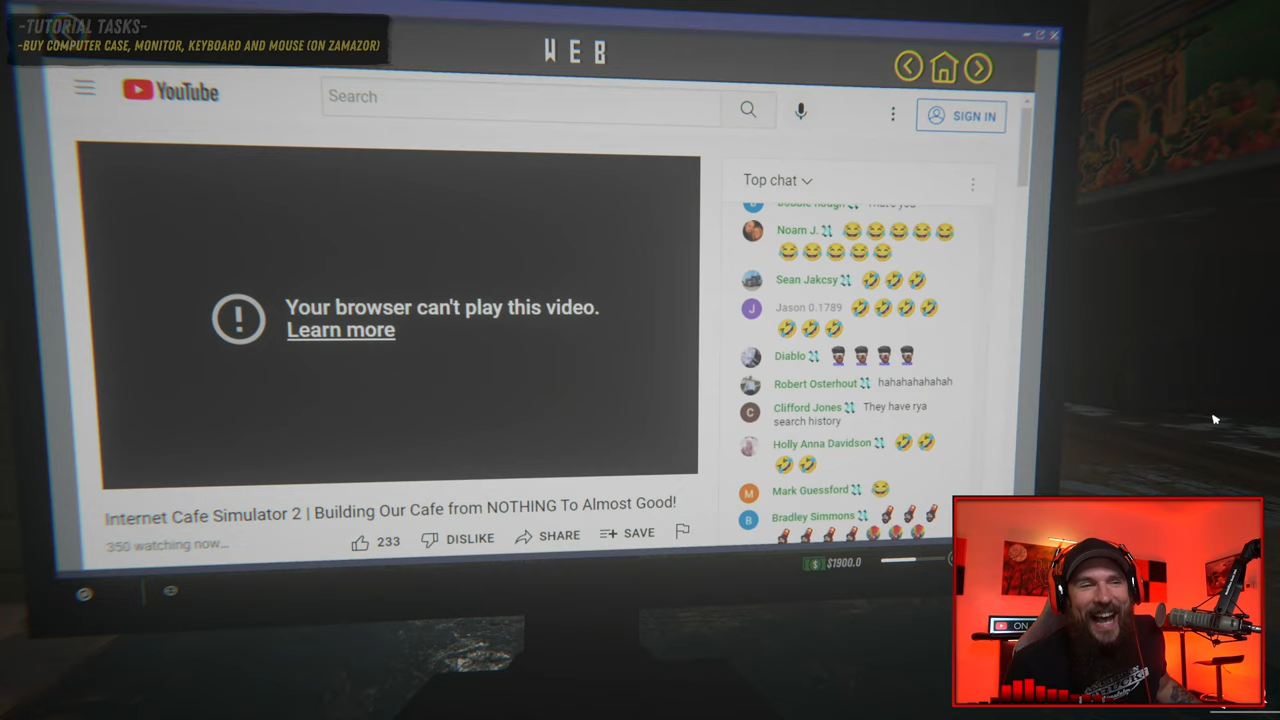 -TUTORIAL TASKS-
-BUY COMPUTER CASE, MONITOR, KEYBOARD AND MOUSE (ON ZAMAZOR)
WEB
YouTube
Search
SIGN IN
Your browser can't play this video.
Learn more
Internet Cafe Simulator 2 | Building Our Cafe from NOTHING To Almost Good!
350 watching now...
233
DISLIKE
SHARE
SAVE
Top chat
Noam J.
Sean Jakcsy
Jason 0.1789
Diablo
Robert Osterhout hahahahahahah
Clifford Jones They have rya
search history
Holly Anna Davidson
Mark Guessford
Bradley Simmons
$1900.0
ON